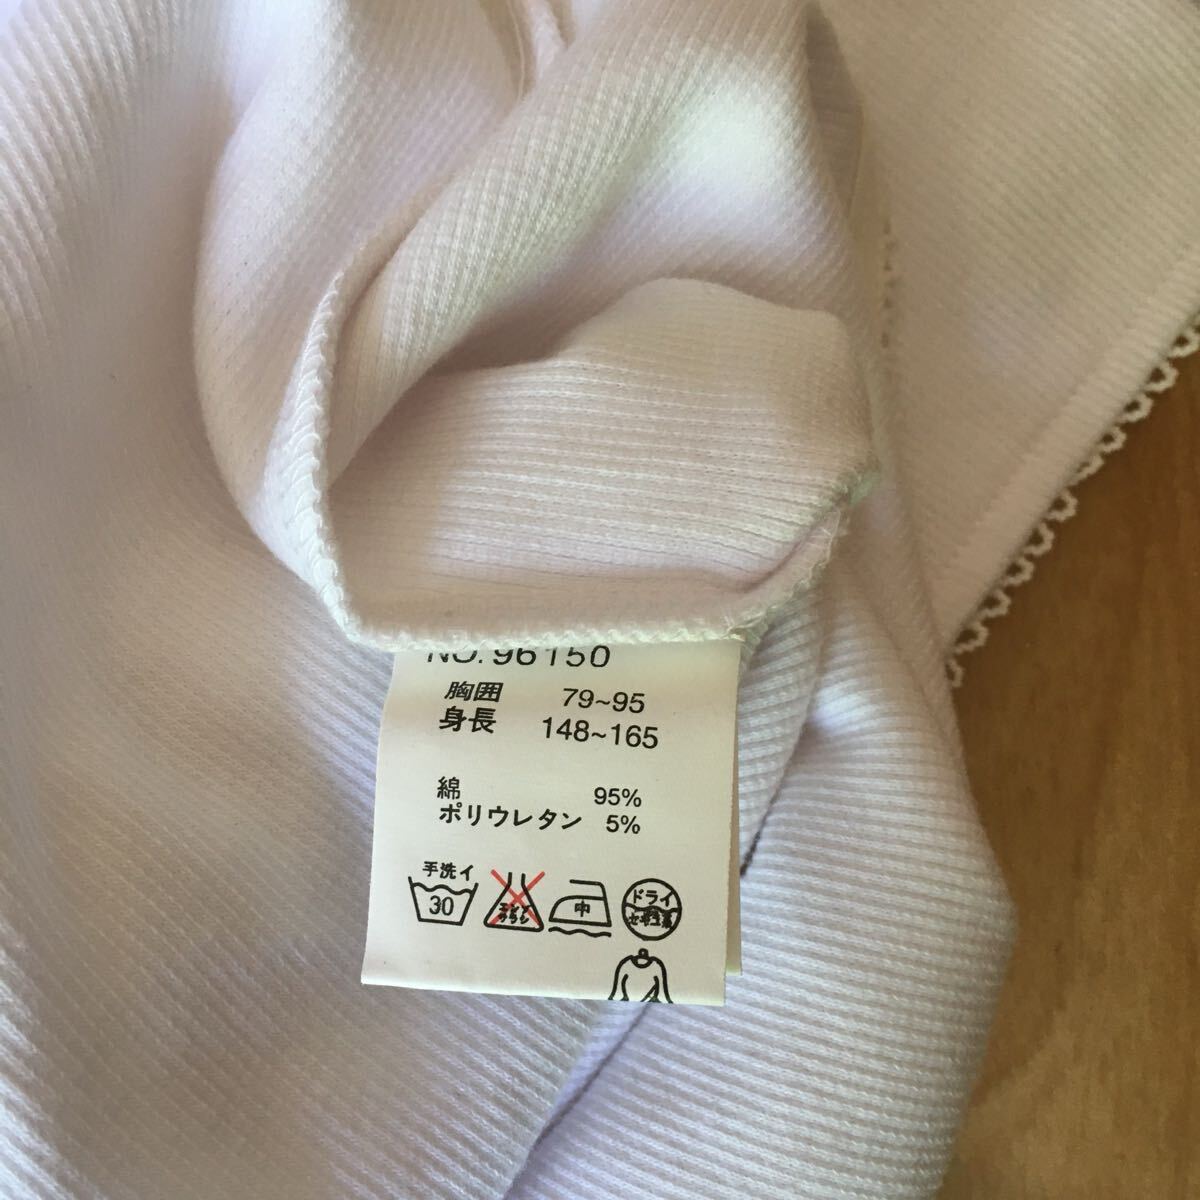 NO. 96150
胸囲 79~95
身長 148~165
綿 95%
ポリウレタン 5%
手洗イ
30
中
ドライ